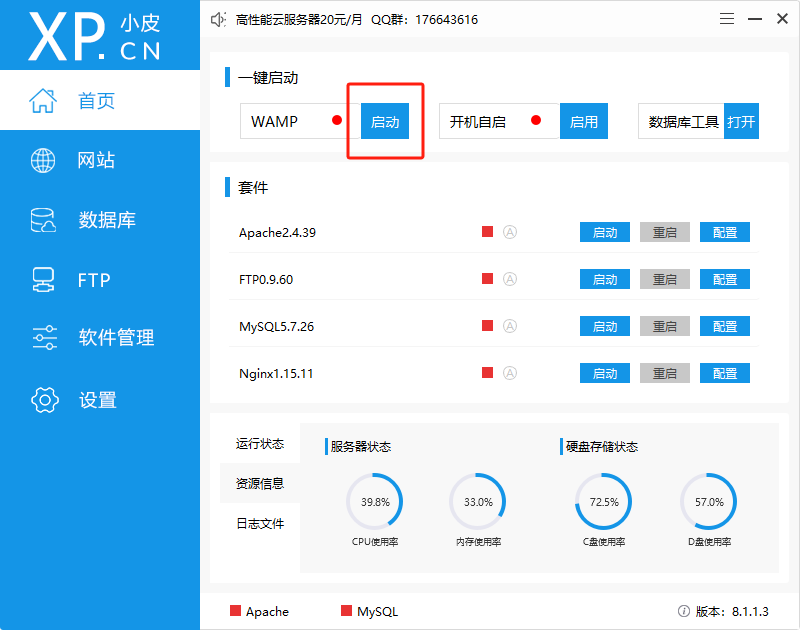 XP. 小皮 CN
高性能云服务器20元/月 QQ群：176643616
首页
网站
数据库
FTP
软件管理
设置
一键启动
WAMP 启动 开机自启 启用 数据库工具 打开
套件
Apache2.4.39 A 启动 重启 配置
FTP0.9.60 A 启动 重启 配置
MySQL5.7.26 A 启动 重启 配置
Nginx1.15.11 A 启动 重启 配置
运行状态
资源信息
日志文件
服务器状态 硬盘存储状态
39.8% 33.0% 72.5% 57.0%
CPU使用率 内存使用率 C盘使用率 D盘使用率
Apache MySQL 版本：8.1.1.3